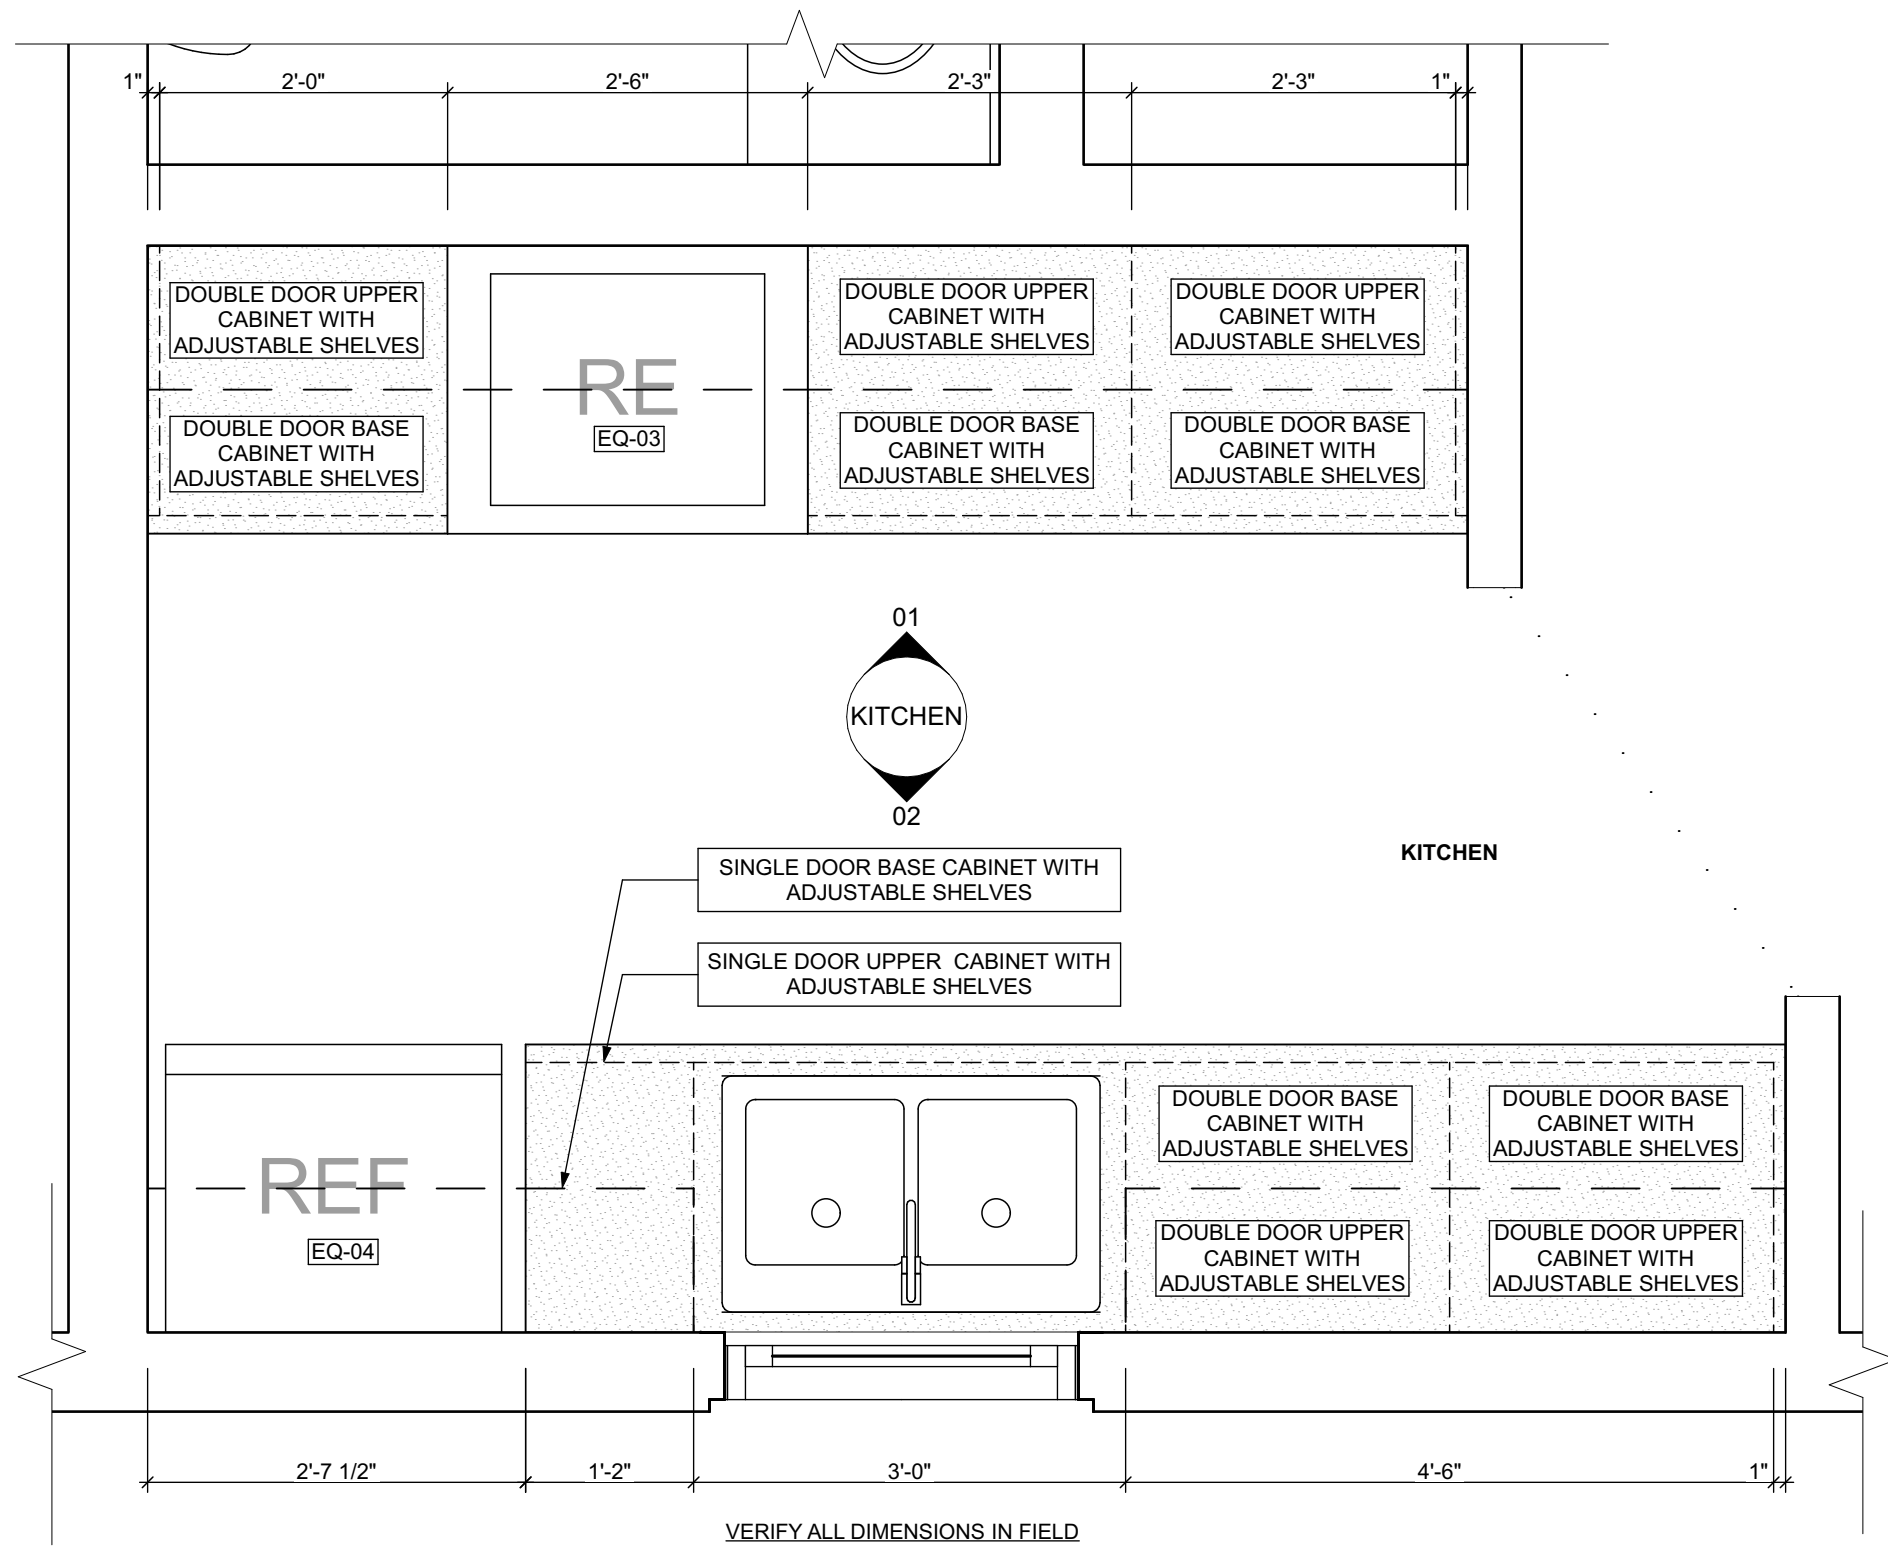 1" 2'-0" 2'-6" 2'-3" 2'-3" 1"
DOUBLE DOOR UPPER
CABINET WITH
ADJUSTABLE SHELVES
DOUBLE DOOR UPPER
CABINET WITH
ADJUSTABLE SHELVES
DOUBLE DOOR UPPER
CABINET WITH
ADJUSTABLE SHELVES
RE
EQ-03
DOUBLE DOOR BASE
CABINET WITH
ADJUSTABLE SHELVES
DOUBLE DOOR BASE
CABINET WITH
ADJUSTABLE SHELVES
DOUBLE DOOR BASE
CABINET WITH
ADJUSTABLE SHELVES
01
KITCHEN
02
KITCHEN
SINGLE DOOR BASE CABINET WITH
ADJUSTABLE SHELVES
SINGLE DOOR UPPER CABINET WITH
ADJUSTABLE SHELVES
REF
EQ-04
DOUBLE DOOR BASE
CABINET WITH
ADJUSTABLE SHELVES
DOUBLE DOOR BASE
CABINET WITH
ADJUSTABLE SHELVES
DOUBLE DOOR UPPER
CABINET WITH
ADJUSTABLE SHELVES
DOUBLE DOOR UPPER
CABINET WITH
ADJUSTABLE SHELVES
2'-7 1/2" 1'-2" 3'-0" 4'-6" 1"
VERIFY ALL DIMENSIONS IN FIELD